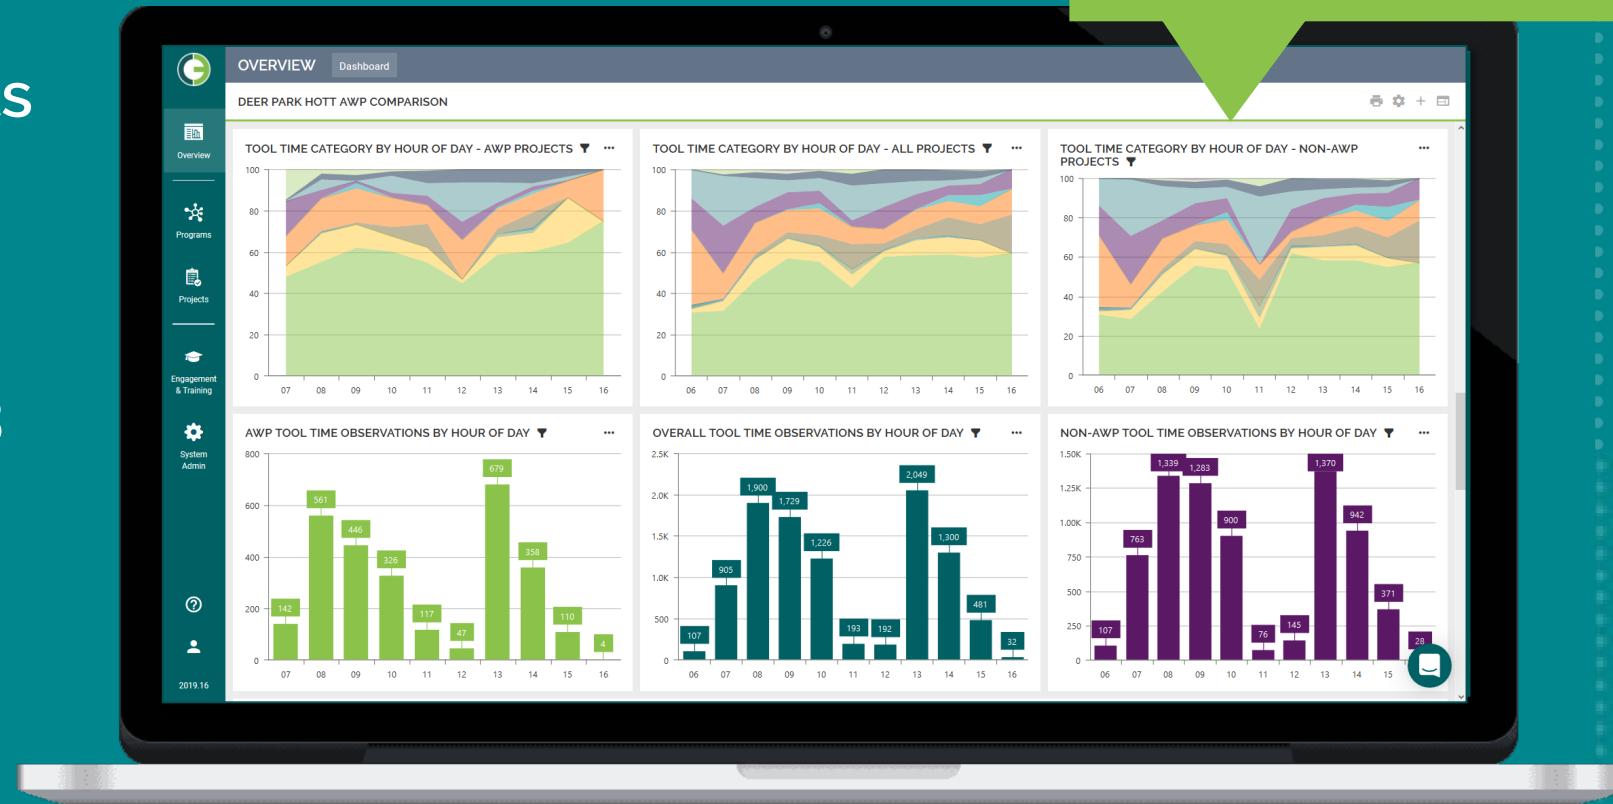 S
OVERVIEW Dashboard
DEER PARK HOTT AWP COMPARISON
Overview
Programs
Projects
Engagement
& Training
System
Admin
2019.16
TOOL TIME CATEGORY BY HOUR OF DAY - AWP PROJECTS
100
80
60
40
20
0
07 08 09 10 11 12 13 14 15 16
TOOL TIME CATEGORY BY HOUR OF DAY - ALL PROJECTS
100
80
60
40
20
0
06 07 08 09 10 11 12 13 14 15 16
TOOL TIME CATEGORY BY HOUR OF DAY - NON-AWP
PROJECTS
100
80
60
40
20
0
06 07 08 09 10 11 12 13 14 15 16
AWP TOOL TIME OBSERVATIONS BY HOUR OF DAY
800
600
400
200
0
142 561 446 326 117 47 679 358 110 4
07 08 09 10 11 12 13 14 15 16
OVERALL TOOL TIME OBSERVATIONS BY HOUR OF DAY
2.5K
2.0K
1.5K
1.0K
500
0
107 905 1,900 1,729 1,226 193 192 2,049 1,300 481 32
06 07 08 09 10 11 12 13 14 15 16
NON-AWP TOOL TIME OBSERVATIONS BY HOUR OF DAY
1.50K
1.25K
1.00K
750
500
250
0
107 763 1,339 1,283 900 76 145 1,370 942 371 28
06 07 08 09 10 11 12 13 14 15